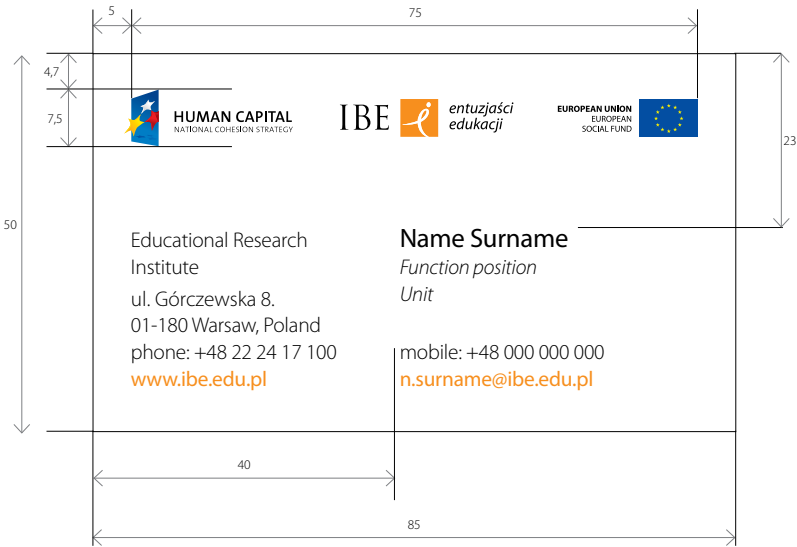 5
75
4,7
7,5
50
23
HUMAN CAPITAL
NATIONAL COHESION STRATEGY
IBE
entuzjaści
edukacji
EUROPEAN UNION
EUROPEAN
SOCIAL FUND
Educational Research
Institute
ul. Górczewska 8.
01-180 Warsaw, Poland
phone: +48 22 24 17 100
www.ibe.edu.pl
Name Surname
Function position
Unit
mobile: +48 000 000 000
n.surname@ibe.edu.pl
40
85